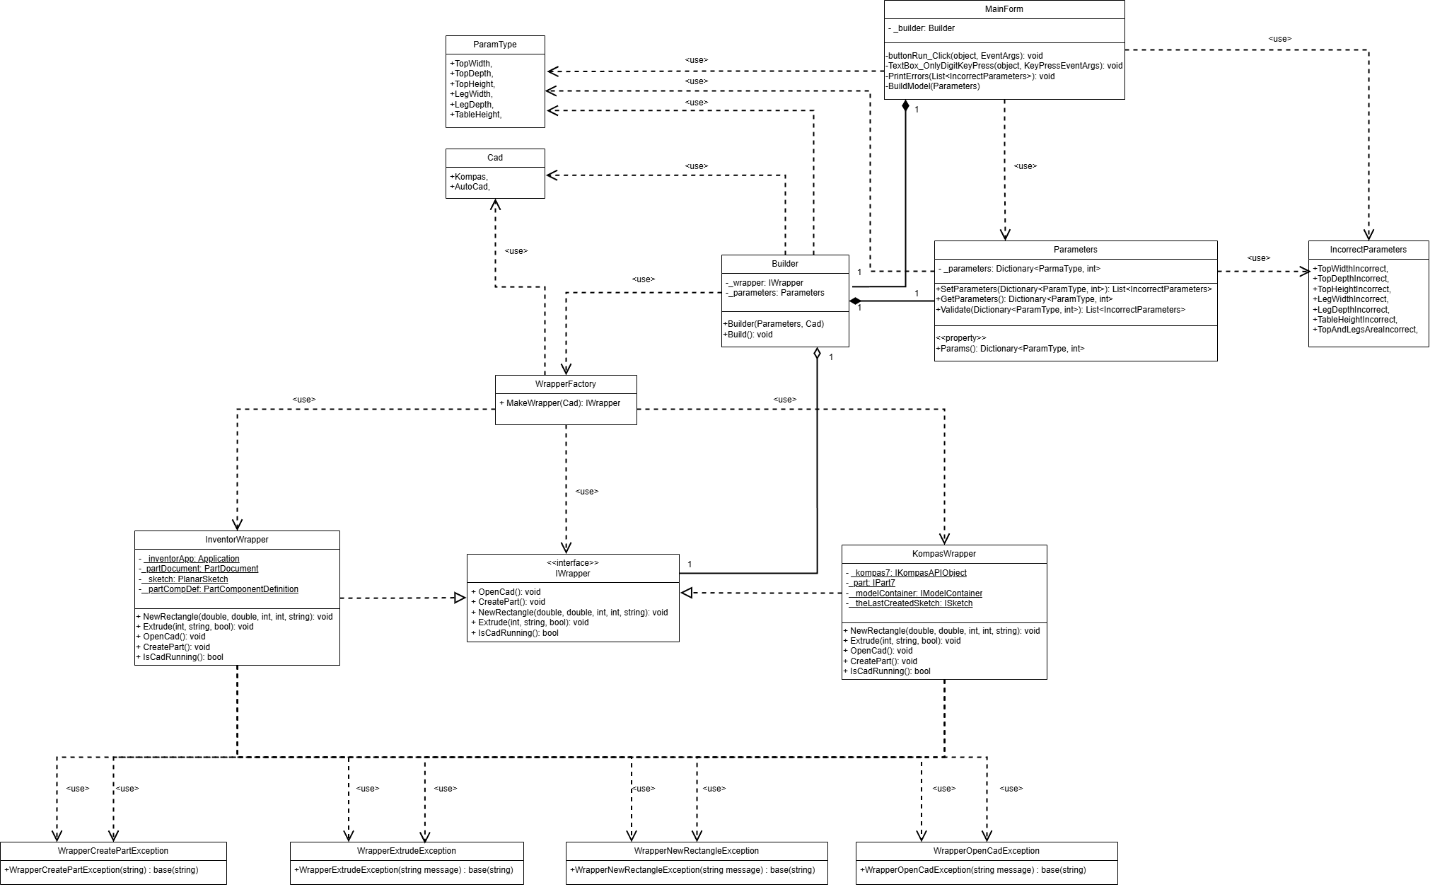 MainForm
- _builder: Builder
-buttonRun_Click(object, EventArgs): void
-TextBox_OnlyDigitKeyPress(object, KeyPressEventArgs): void
-PrintErrors(List<IncorrectParameters>): void
-BuildModel(Parameters)
<use>
ParamType
+TopWidth,
+TopDepth,
+TopHeight,
+LegWidth,
+LegDepth,
+TableHeight,
<use>
<use>
<use>
1
Cad
+Kompas,
+AutoCad,
<use>
<use>
<use>
Builder
- _wrapper: IWrapper
- _parameters: Parameters
+Builder(Parameters, Cad)
+Build(): void
<use>
1
1
1
Parameters
- _parameters: Dictionary<ParmaType, int>
+SetParameters(Dictionary<ParamType, int>): List<IncorrectParameters>
+GetParameters(): Dictionary<ParamType, int>
+Validate(Dictionary<ParamType, int>): List<IncorrectParameters>
<<property>>
+Params(): Dictionary<ParamType, int>
<use>
IncorrectParameters
+TopWidthIncorrect,
+TopDepthIncorrect,
+TopHeightIncorrect,
+LegWidthIncorrect,
+LegDepthIncorrect,
+TableHeightIncorrect,
+TopAndLegsAreaIncorrect,
1
WrapperFactory
+ MakeWrapper(Cad): IWrapper
<use>
<use>
<use>
InventorWrapper
- _inventorApp: Application
- _partDocument: PartDocument
- _sketch: PlanarSketch
- _partCompDef: PartComponentDefinition
+ NewRectangle(double, double, int, int, string): void
+ Extrude(int, string, bool): void
+ OpenCad(): void
+ CreatePart(): void
+ IsCadRunning(): bool
<<interface>>
IWrapper
+ OpenCad(): void
+ CreatePart(): void
+ NewRectangle(double, double, int, int, string): void
+ Extrude(int, string, bool): void
+ IsCadRunning(): bool
1
KompasWrapper
- _kompas7: IKompasAPIObject
- _part: IPart7
- _modelContainer: IModelContainer
- _theLastCreatedSketch: ISketch
+ NewRectangle(double, double, int, int, string): void
+ Extrude(int, string, bool): void
+ OpenCad(): void
+ CreatePart(): void
+ IsCadRunning(): bool
<use>
<use>
<use>
<use>
<use>
<use>
<use>
<use>
WrapperCreatePartException
+WrapperCreatePartException(string) : base(string)
WrapperExtrudeException
+WrapperExtrudeException(string message) : base(string)
WrapperNewRectangleException
+WrapperNewRectangleException(string message) : base(string)
WrapperOpenCadException
+WrapperOpenCadException(string message) : base(string)